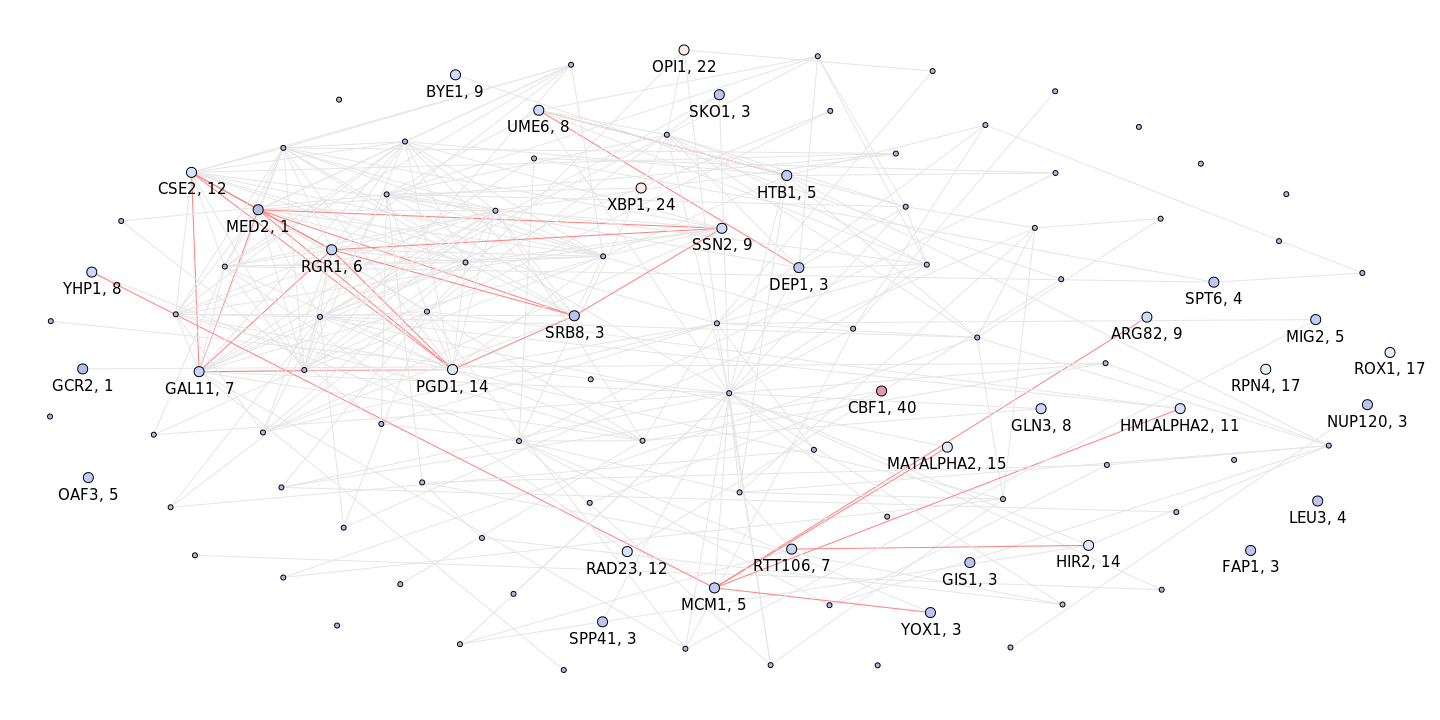 OPI1, 22
BYE1, 9
SKO1, 3
UME6, 8
CSE2, 12
HTB1, 5
XBP1, 24
MED2, 1
SSN2, 9
RGR1, 6
DEP1, 3
YHP1, 8
SPT6, 4
SRB8, 3
ARG82, 9
MIG2, 5
ROX1, 17
GCR2, 1
GAL11, 7
PGD1, 14
RPN4, 17
CBF1, 40
NUP120, 3
GLN3, 8
HMLALPHA2, 11
MATALPHA2, 15
OAF3, 5
LEU3, 4
RAD23, 12
RTT106, 7
HIR2, 14
FAP1, 3
GIS1, 3
MCM1, 5
YOX1, 3
SPP41, 3